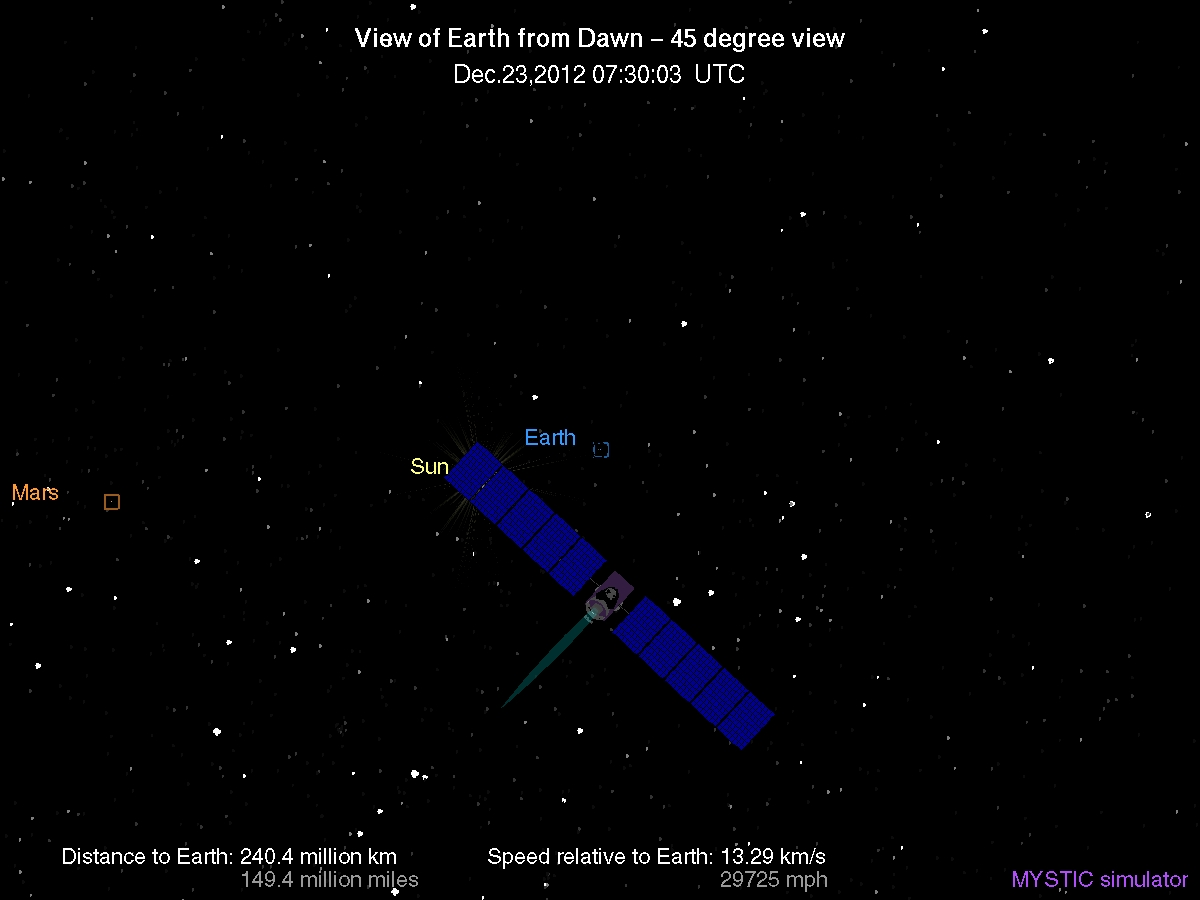 View of Earth from Dawn – 45 degree view
Dec.23,2012 07:30:03 UTC
Earth
Sun
Mars
Distance to Earth: 240.4 million km
149.4 million miles
Speed relative to Earth: 13.29 km/s
29725 mph
MYSTIC simulator